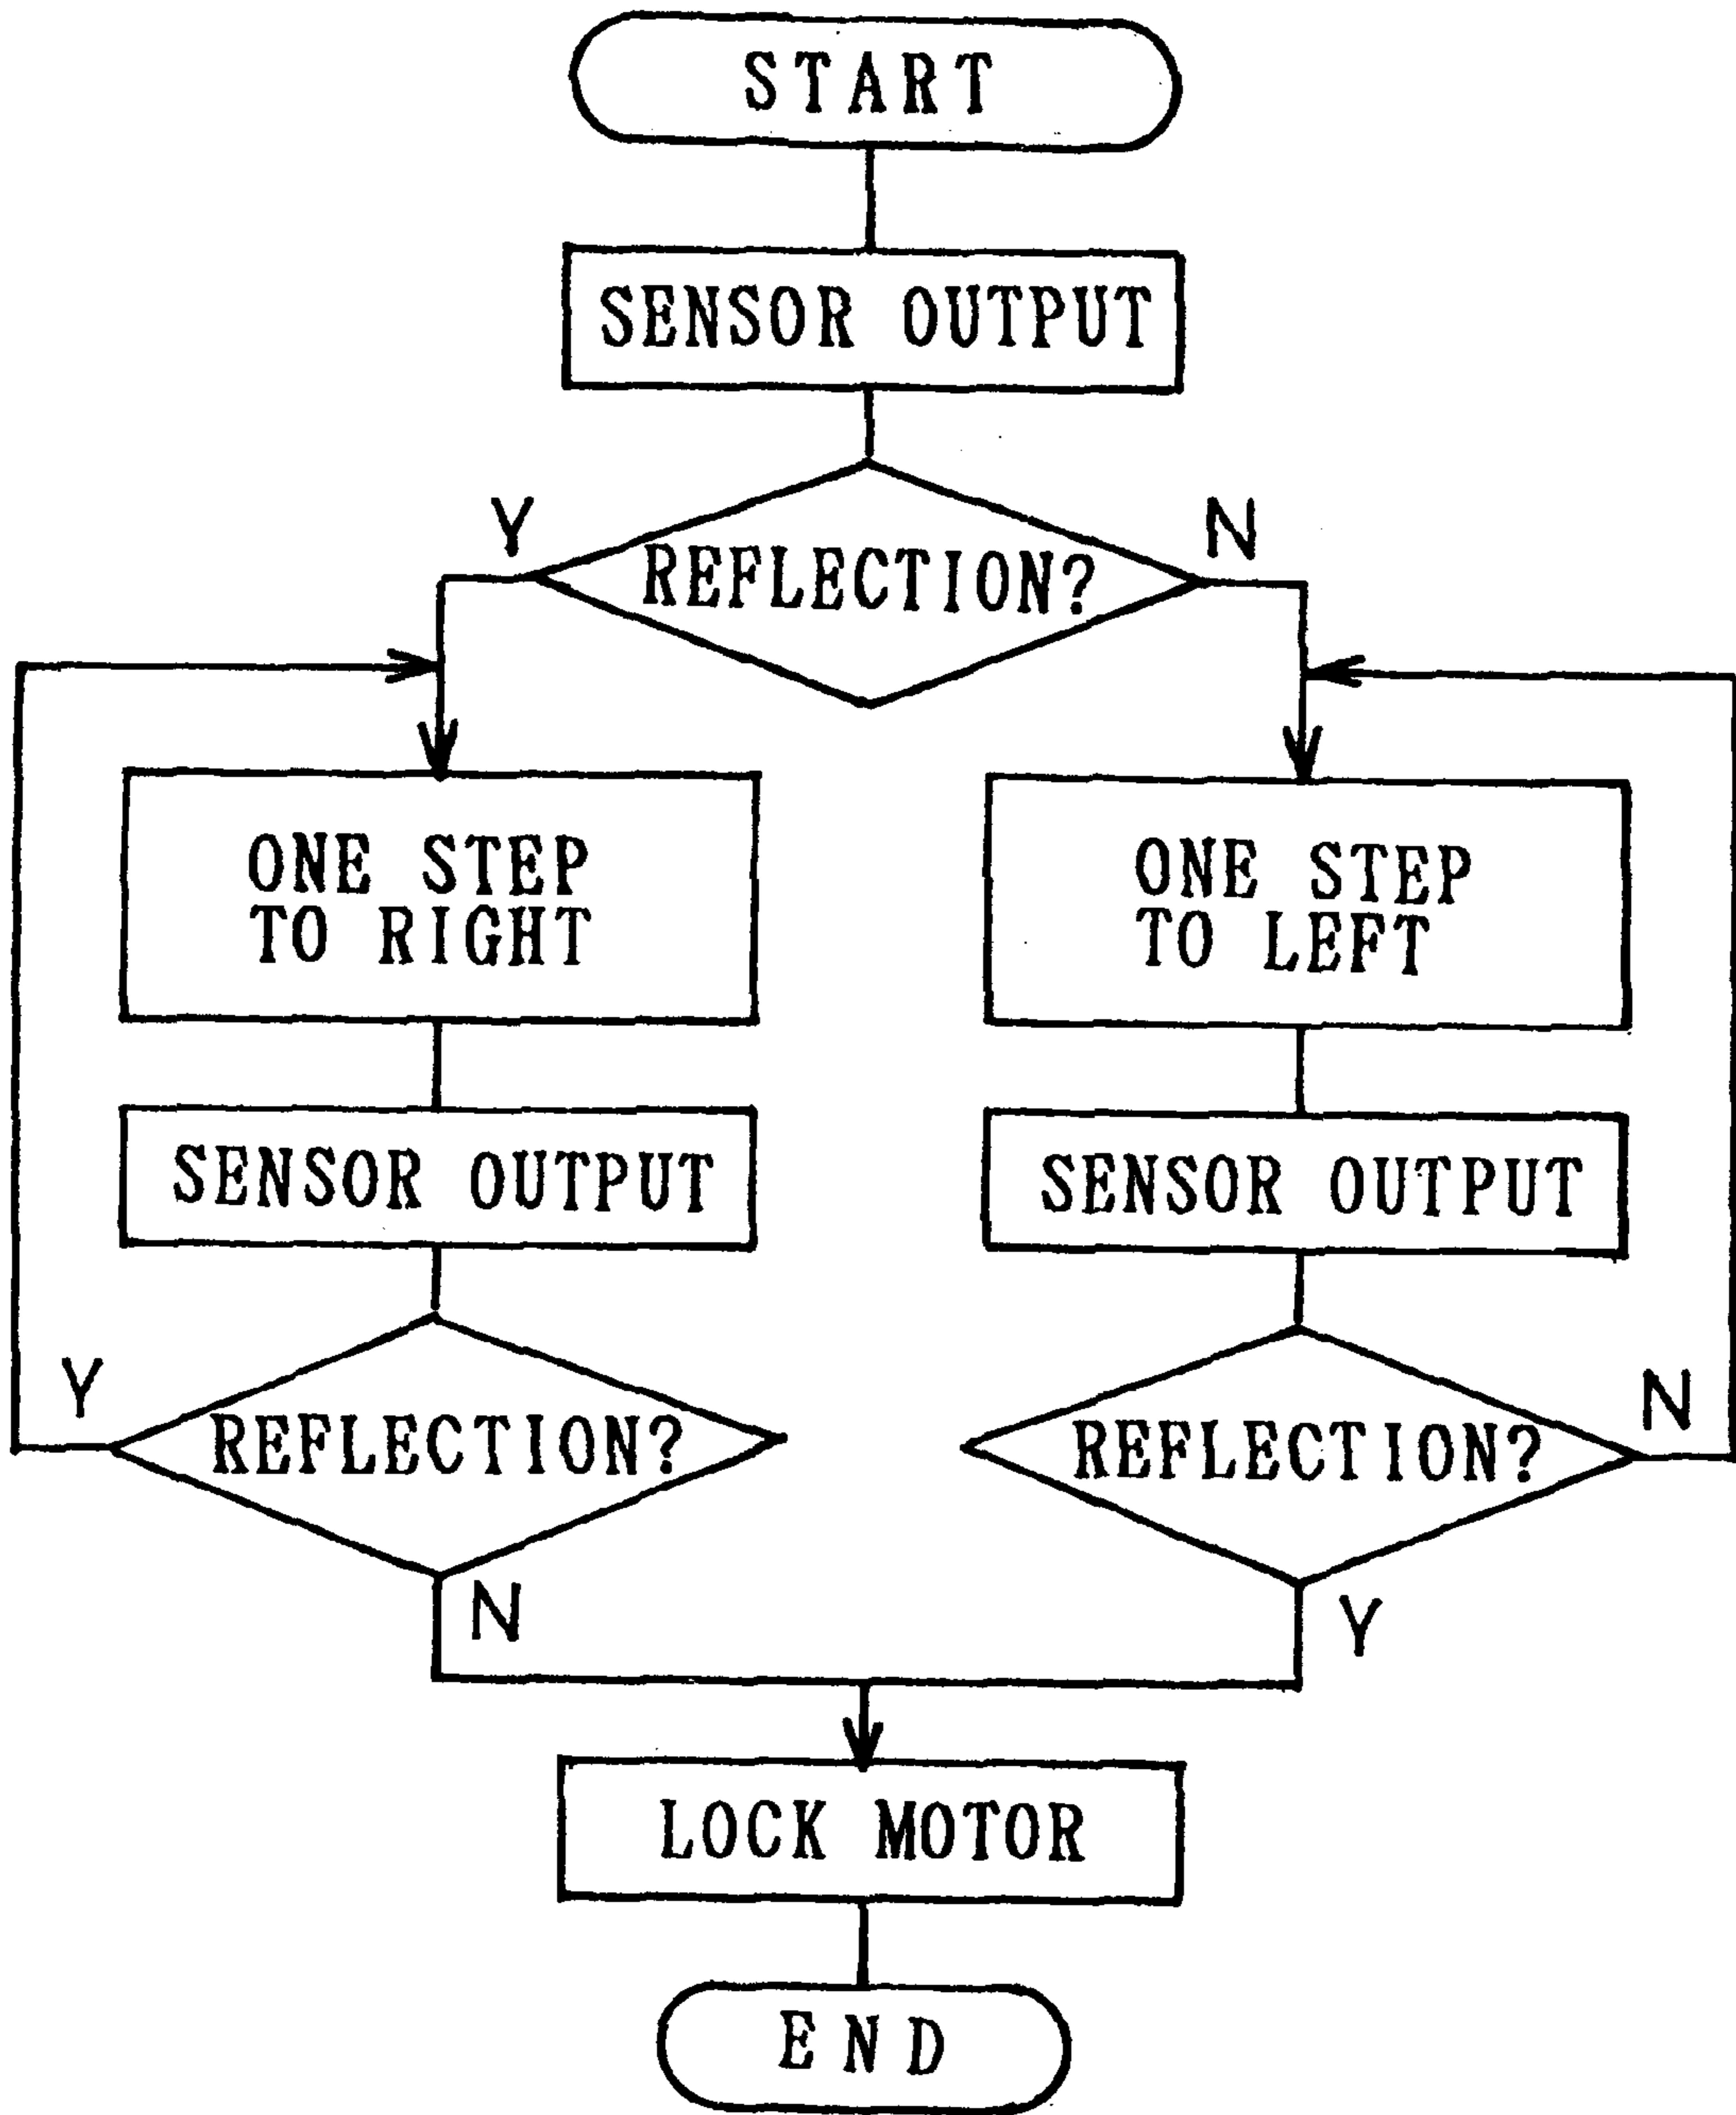 START
SENSOR OUTPUT
Y
N
REFLECTION?
ONE STEP
TO RIGHT
ONE STEP
TO LEFT
SENSOR OUTPUT
SENSOR OUTPUT
Y
REFLECTION?
REFLECTION?
N
N
Y
LOCK MOTOR
END